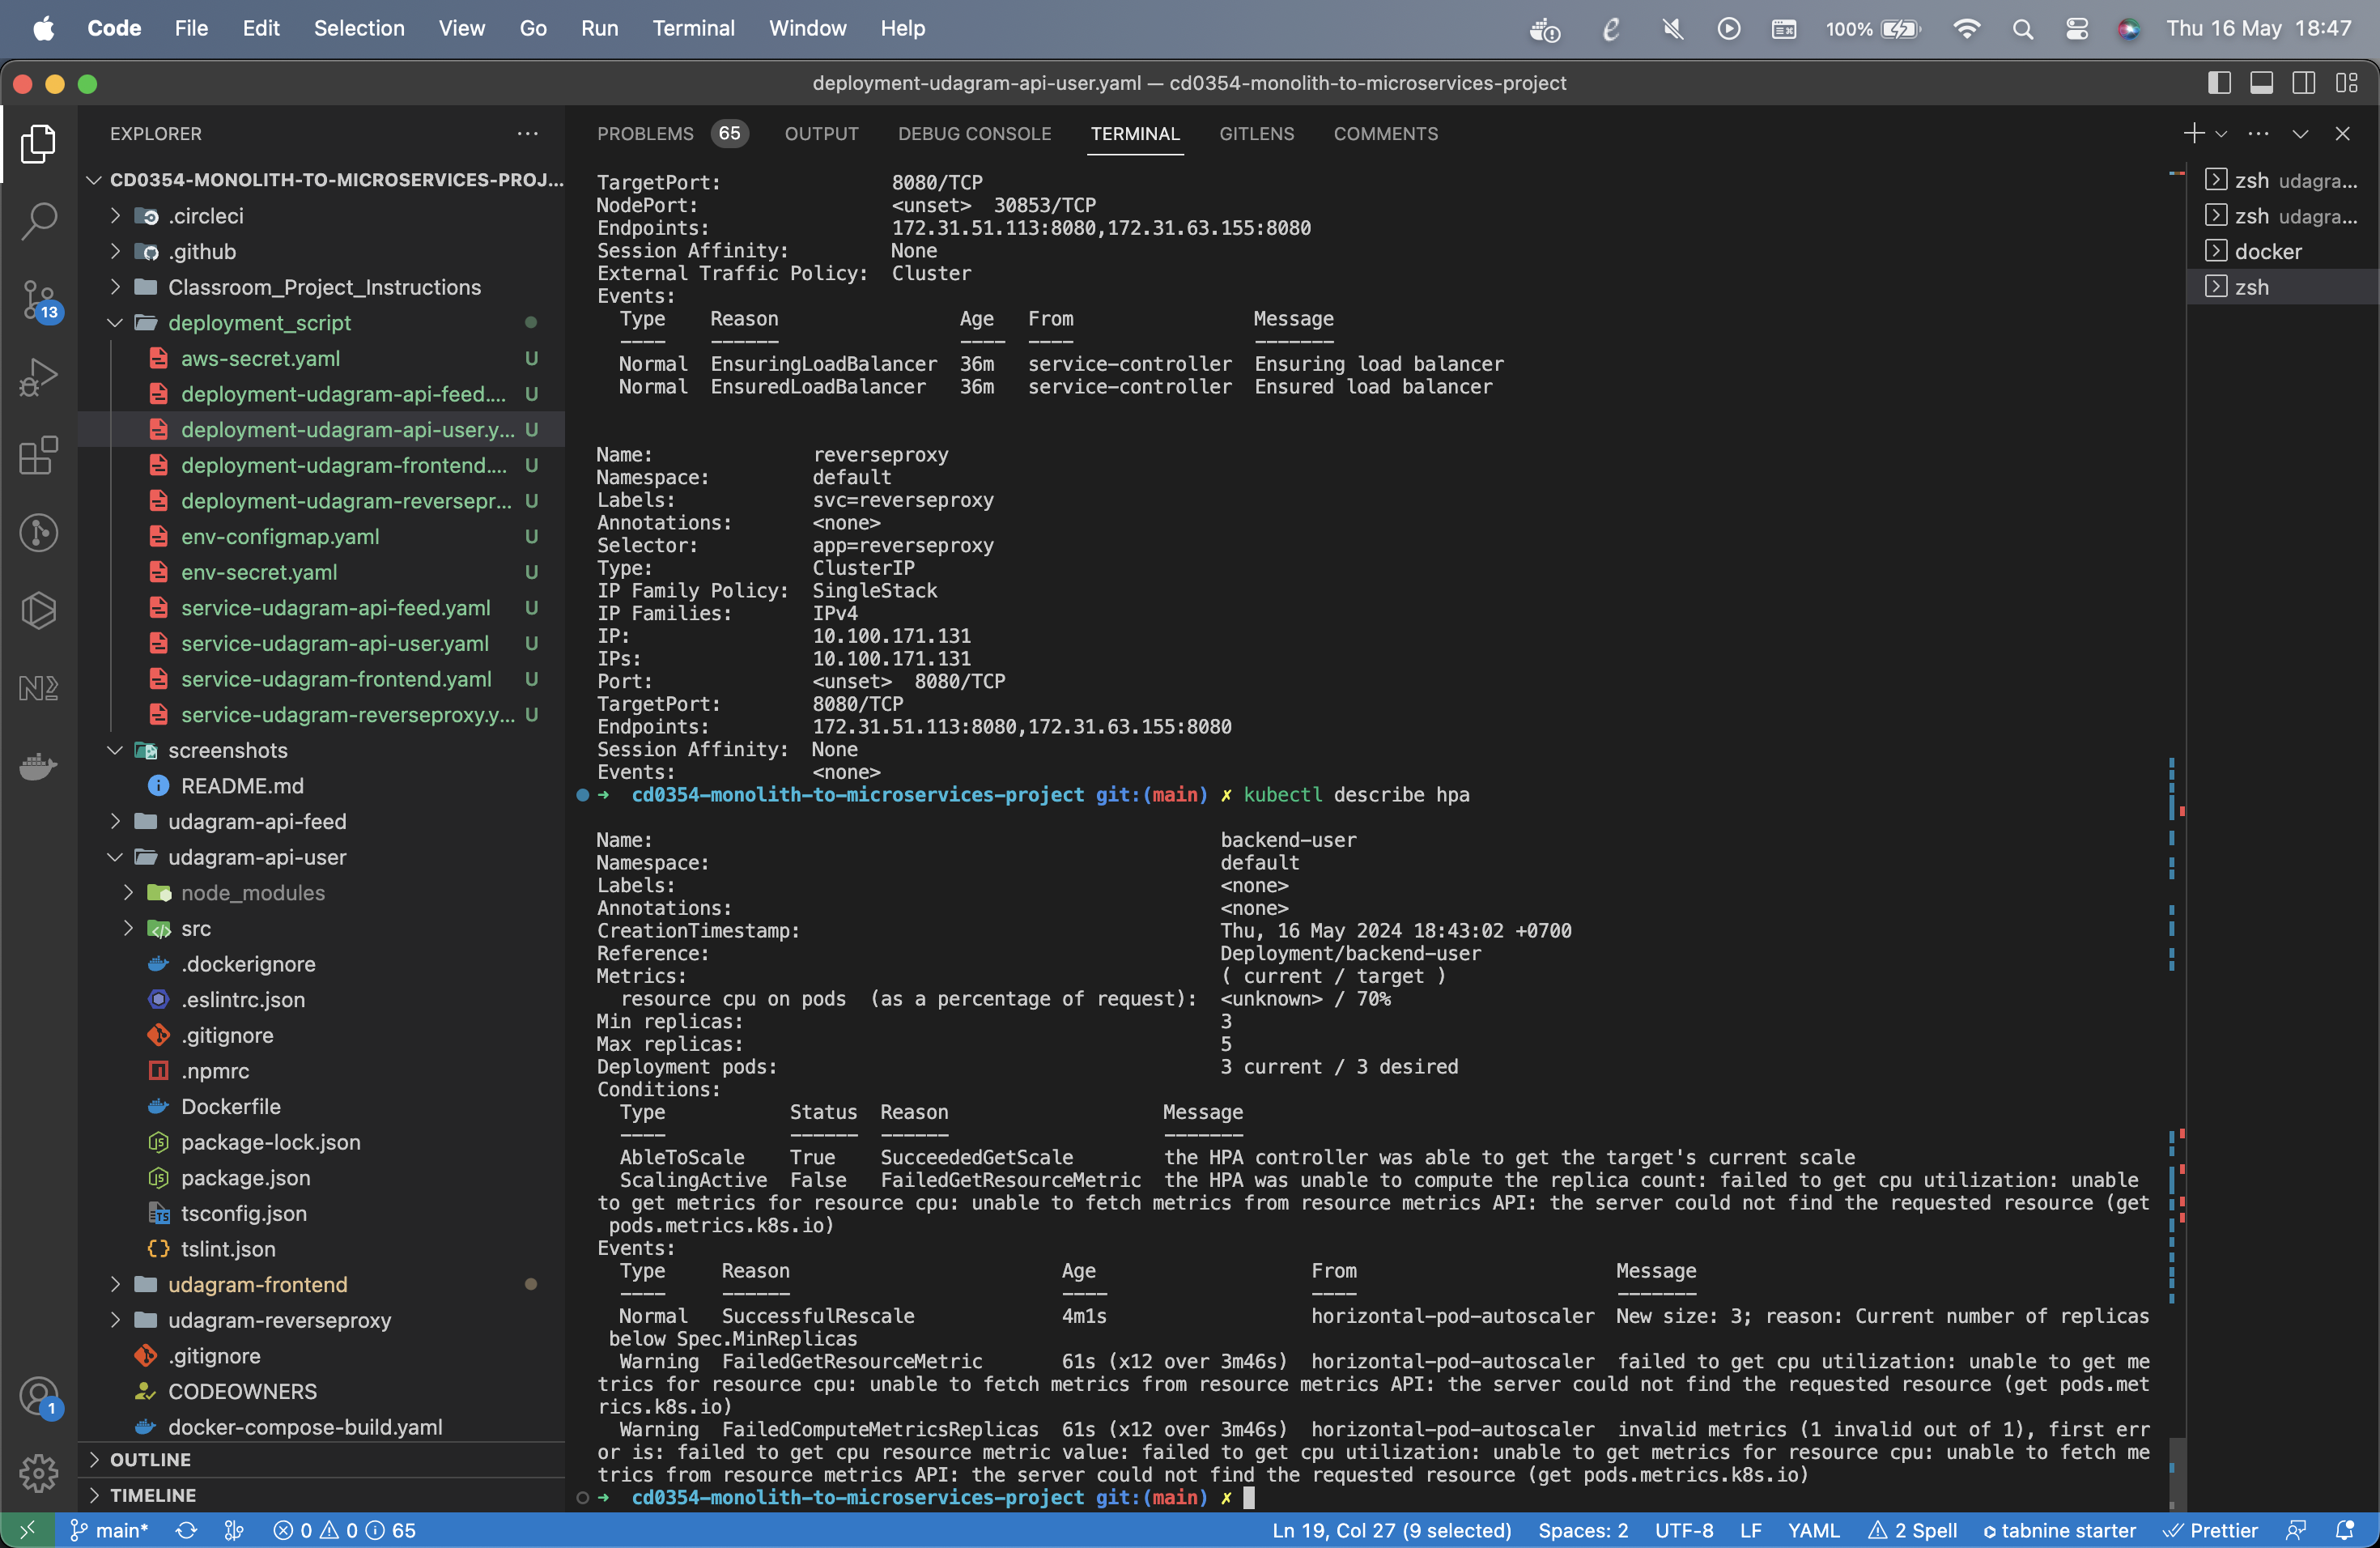 Code File Edit Selection View Go Run Terminal Window Help 100% Thu 16 May 18:47
deployment-udagram-api-user.yaml — cd0354-monolith-to-microservices-project
EXPLORER
CD0354-MONOLITH-TO-MICROSERVICES-PROJ...
.circleci
.github
Classroom_Project_Instructions
deployment_script
aws-secret.yaml U
deployment-udagram-api-feed.... U
deployment-udagram-api-user.y... U
deployment-udagram-frontend.... U
deployment-udagram-reversepr... U
env-configmap.yaml U
env-secret.yaml U
service-udagram-api-feed.yaml U
service-udagram-api-user.yaml U
service-udagram-frontend.yaml U
service-udagram-reverseproxy.y... U
screenshots
README.md
udagram-api-feed
udagram-api-user
node_modules
src
.dockerignore
.eslintrc.json
.gitignore
.npmrc
Dockerfile
package-lock.json
package.json
tsconfig.json
tslint.json
udagram-frontend
udagram-reverseproxy
.gitignore
CODEOWNERS
docker-compose-build.yaml
OUTLINE
TIMELINE
13
1
PROBLEMS 65 OUTPUT DEBUG CONSOLE TERMINAL GITLENS COMMENTS
TargetPort: 8080/TCP
NodePort: <unset> 30853/TCP
Endpoints: 172.31.51.113:8080,172.31.63.155:8080
Session Affinity: None
External Traffic Policy: Cluster
Events:
Type Reason Age From Message
---- ------ ---- ---- -------
Normal EnsuringLoadBalancer 36m service-controller Ensuring load balancer
Normal EnsuredLoadBalancer 36m service-controller Ensured load balancer
Name: reverseproxy
Namespace: default
Labels: svc=reverseproxy
Annotations: <none>
Selector: app=reverseproxy
Type: ClusterIP
IP Family Policy: SingleStack
IP Families: IPv4
IP: 10.100.171.131
IPs: 10.100.171.131
Port: <unset> 8080/TCP
TargetPort: 8080/TCP
Endpoints: 172.31.51.113:8080,172.31.63.155:8080
Session Affinity: None
Events: <none>
➜ cd0354-monolith-to-microservices-project git:(main) ✗ kubectl describe hpa
Name: backend-user
Namespace: default
Labels: <none>
Annotations: <none>
CreationTimestamp: Thu, 16 May 2024 18:43:02 +0700
Reference: Deployment/backend-user
Metrics: ( current / target )
resource cpu on pods (as a percentage of request): <unknown> / 70%
Min replicas: 3
Max replicas: 5
Deployment pods: 3 current / 3 desired
Conditions:
Type Status Reason Message
---- ------ ------ -------
AbleToScale True SucceededGetScale the HPA controller was able to get the target's current scale
ScalingActive False FailedGetResourceMetric the HPA was unable to compute the replica count: failed to get cpu utilization: unable
to get metrics for resource cpu: unable to fetch metrics from resource metrics API: the server could not find the requested resource (get
pods.metrics.k8s.io)
Events:
Type Reason Age From Message
---- ------ ---- ---- -------
Normal SuccessfulRescale 4m1s horizontal-pod-autoscaler New size: 3; reason: Current number of replicas
below Spec.MinReplicas
Warning FailedGetResourceMetric 61s (x12 over 3m46s) horizontal-pod-autoscaler failed to get cpu utilization: unable to get me
trics for resource cpu: unable to fetch metrics from resource metrics API: the server could not find the requested resource (get pods.met
rics.k8s.io)
Warning FailedComputeMetricsReplicas 61s (x12 over 3m46s) horizontal-pod-autoscaler invalid metrics (1 invalid out of 1), first err
or is: failed to get cpu resource metric value: failed to get cpu utilization: unable to get metrics for resource cpu: unable to fetch me
trics from resource metrics API: the server could not find the requested resource (get pods.metrics.k8s.io)
➜ cd0354-monolith-to-microservices-project git:(main) ✗
zsh udagra...
zsh udagra...
docker
zsh
main* 0 0 65 Ln 19, Col 27 (9 selected) Spaces: 2 UTF-8 LF YAML 2 Spell tabnine starter Prettier